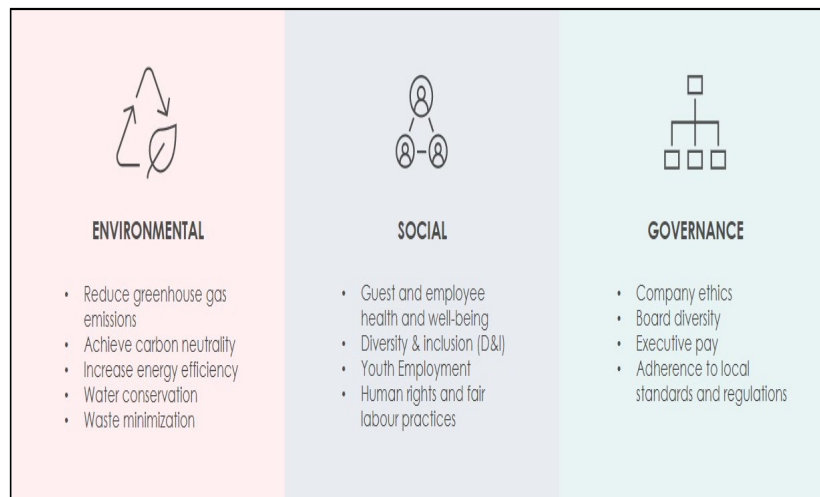 ENVIRONMENTAL
• Reduce greenhouse gas
emissions
• Achieve carbon neutrality
• Increase energy efficiency
• Water conservation
• Waste minimization
SOCIAL
• Guest and employee
health and well-being
• Diversity & inclusion (D&I)
• Youth Employment
• Human rights and fair
labour practices
GOVERNANCE
• Company ethics
• Board diversity
• Executive pay
• Adherence to local
standards and regulations